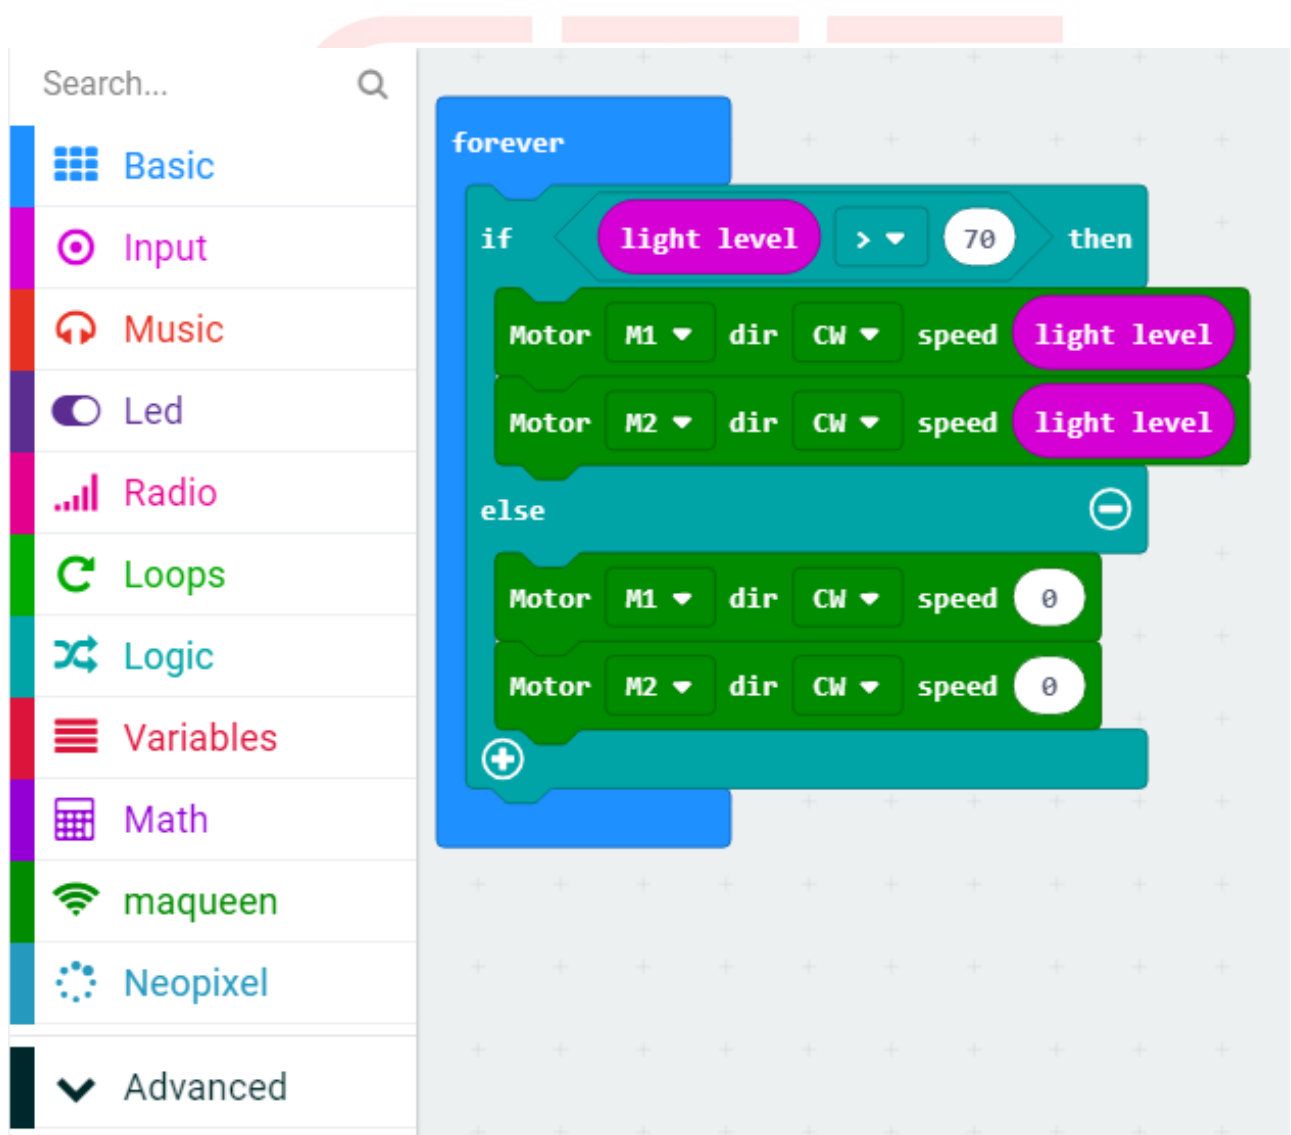 Search...
Basic
Input
Music
Led
Radio
Loops
Logic
Variables
Math
maqueen
Neopixel
Advanced
forever
if light level > 70 then
Motor M1 dir CW speed light level
Motor M2 dir CW speed light level
else
Motor M1 dir CW speed 0
Motor M2 dir CW speed 0